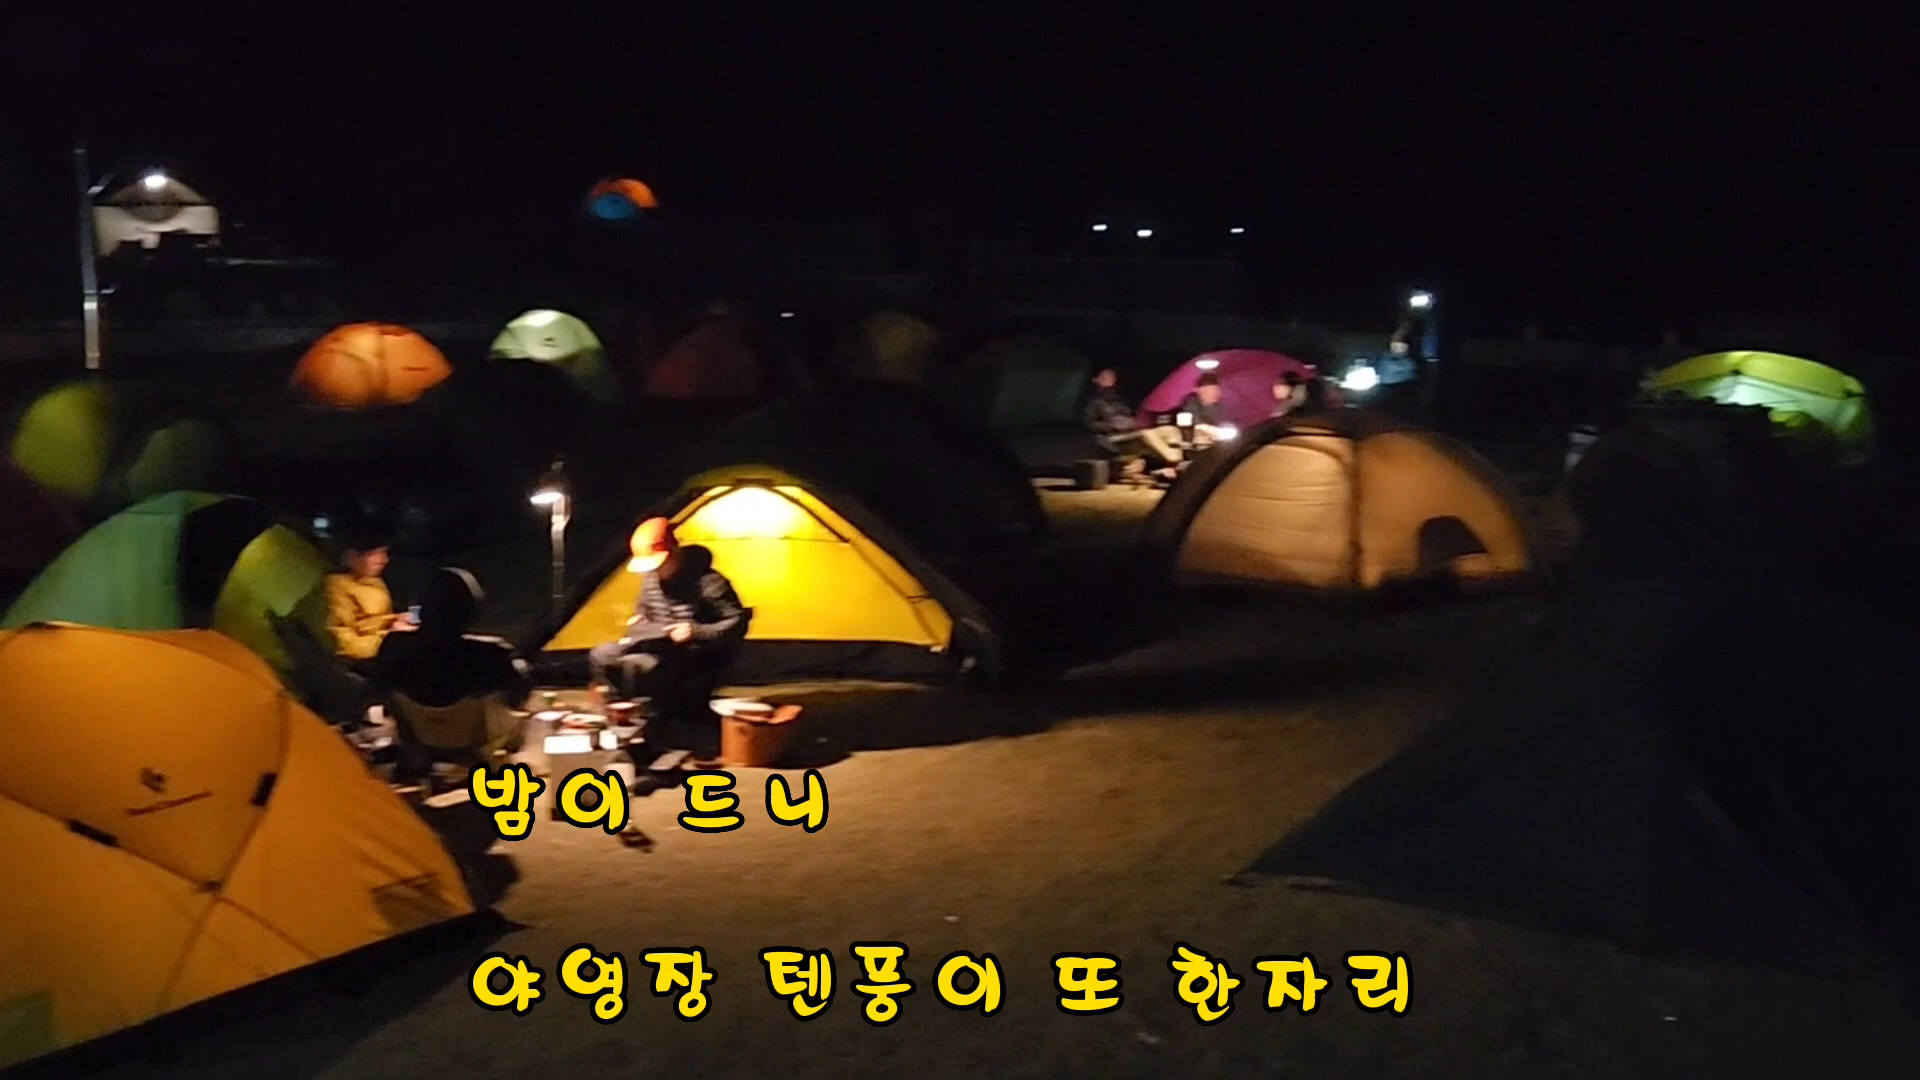 밤이 드니
야영장 텐풍이 또 한자리